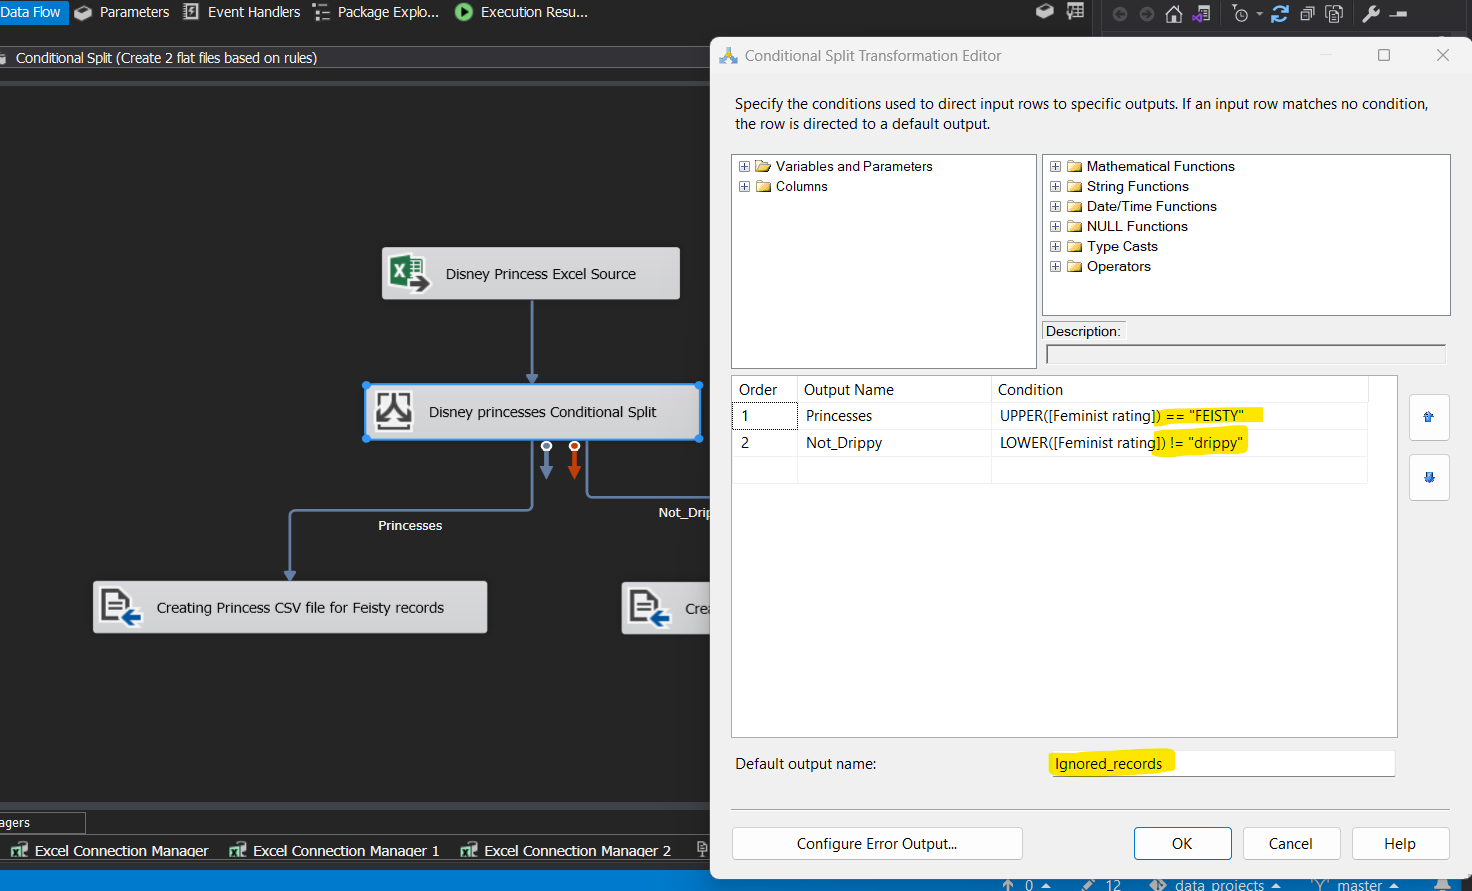 Data Flow
Parameters
Event Handlers
Package Explo...
Execution Resu...
Conditional Split (Create 2 flat files based on rules)
Disney Princess Excel Source
Disney princesses Conditional Split
Princesses
Not_Drip
Creating Princess CSV file for Feisty records
Crea
agers
Excel Connection Manager
Excel Connection Manager 1
Excel Connection Manager 2
Conditional Split Transformation Editor
Specify the conditions used to direct input rows to specific outputs. If an input row matches no condition,
the row is directed to a default output.
Variables and Parameters
Columns
Mathematical Functions
String Functions
Date/Time Functions
NULL Functions
Type Casts
Operators
Description:
Order Output Name Condition
1 Princesses UPPER([Feminist rating]) == "FEISTY"
2 Not_Drippy LOWER([Feminist rating]) != "drippy"
Default output name: Ignored_records
Configure Error Output...
OK
Cancel
Help
0
12
data_projects
master